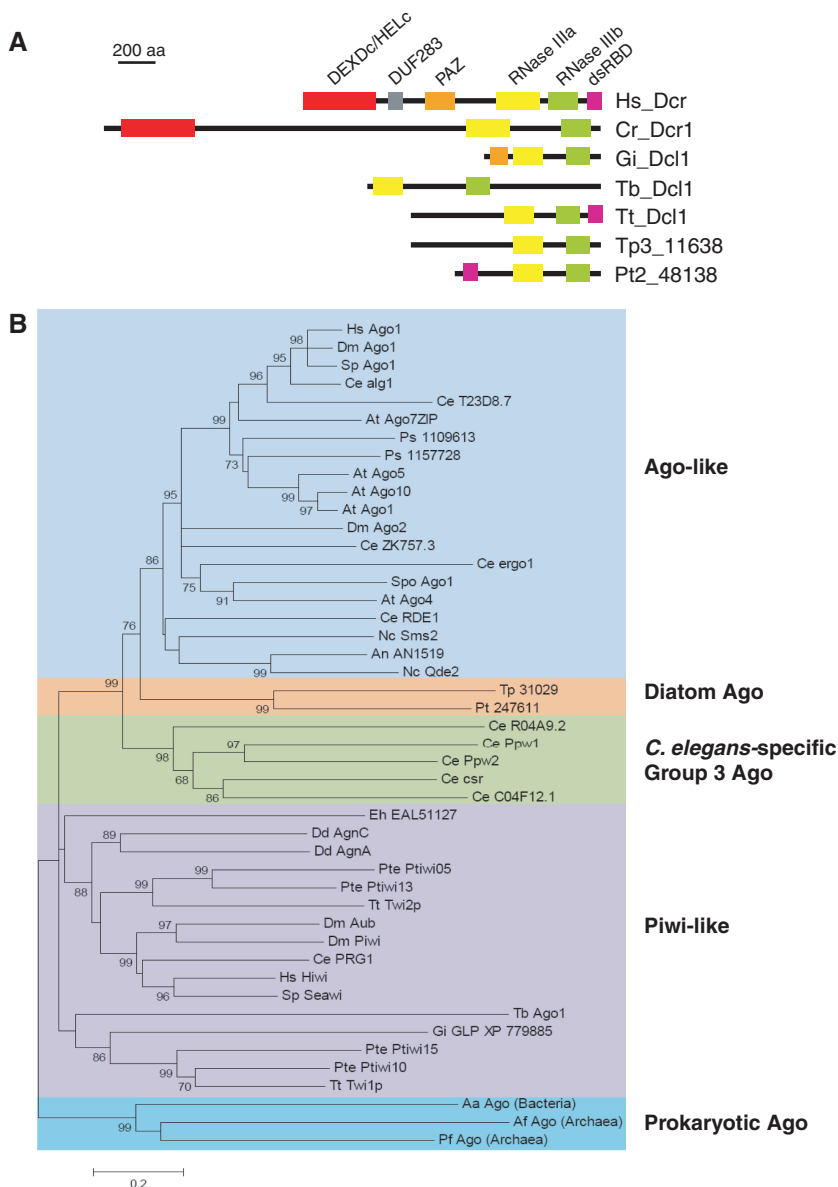 A
200 aa
DEXDc/HELc
DUF283
PAZ
RNase IIIa
RNase IIIb
dsRBD
Hs_Dcr
Cr_Dcr1
Gi_Dcl1
Tb_Dcl1
Tt_Dcl1
Tp3_11638
Pt2_48138
B
Hs Ago1
98
Dm Ago1
95
Sp Ago1
96
Ce alg1
Ce T23D8.7
99
At Ago7ZIP
Ps 1109613
73
Ps 1157728
Ago-like
At Ago5
95
99
At Ago10
97
At Ago1
Dm Ago2
Ce ZK757.3
86
Ce ergo1
75
Spo Ago1
91
At Ago4
Ce RDE1
76
Nc Sms2
An AN1519
99
99
Nc Qde2
Tp 31029
Diatom Ago
99
Pt 247611
Ce R04A9.2
97
Ce Ppw1
C. elegans-specific
98
Ce Ppw2
Group 3 Ago
68
Ce csr
86
Ce C04F12.1
Eh EAL51127
89
Dd AgnC
Dd AgnA
88
99
Pte Ptiwi05
99
Pte Ptiwi13
Tt Twi2p
97
Dm Aub
Piwi-like
Dm Piwi
99
Ce PRG1
Hs Hiwi
96
Sp Seawi
Tb Ago1
Gi GLP XP 779885
86
Pte Ptiwi15
99
Pte Ptiwi10
70
Tt Twi1p
Aa Ago (Bacteria)
99
Af Ago (Archaea)
Prokaryotic Ago
Pf Ago (Archaea)
0.2